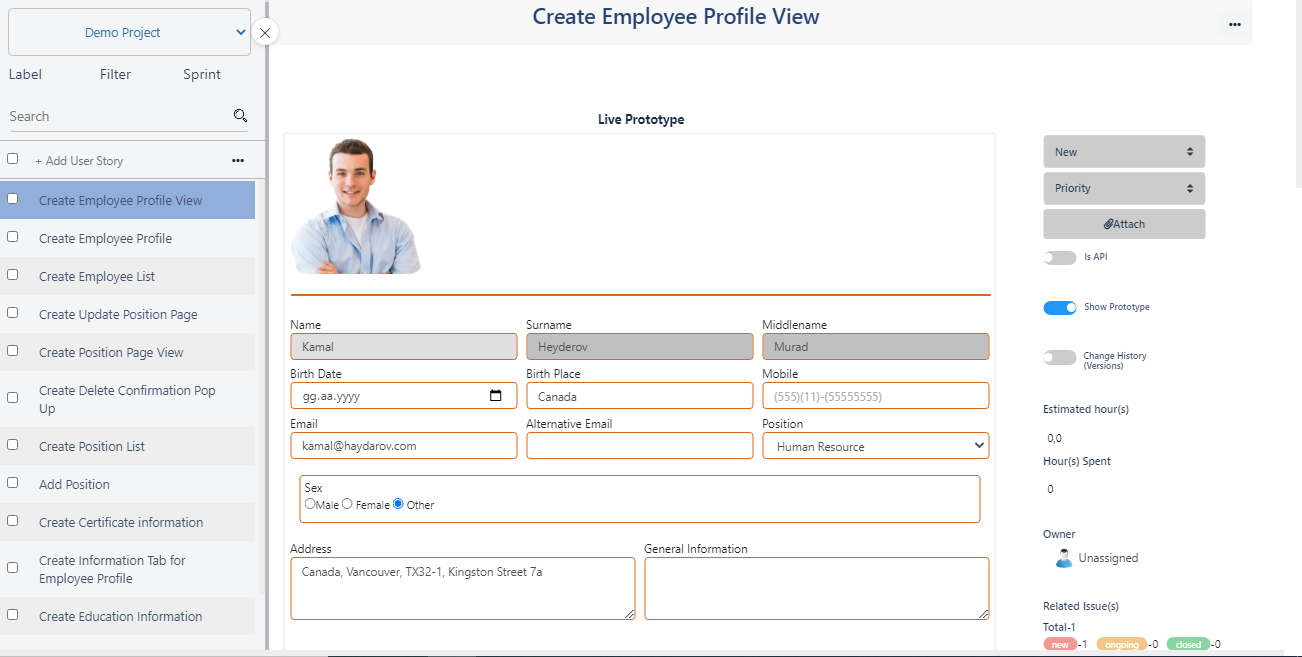 Demo Project
Label Filter Sprint
Search
+ Add User Story
Create Employee Profile View
Create Employee Profile
Create Employee List
Create Update Position Page
Create Position Page View
Create Delete Confirmation Pop
Up
Create Position List
Add Position
Create Certificate information
Create Information Tab for
Employee Profile
Create Education Information
Create Employee Profile View
Live Prototype
Name Surname Middlename
Kamal Heyderov Murad
Birth Date Birth Place Mobile
gg.aa.yyyy Canada (555)(11)-(55555555)
Email Alternative Email Position
kamal@haydarov.com Human Resource
Sex
Male Female Other
Address General Information
Canada, Vancouver, TX32-1, Kingston Street 7a
New
Priority
Attach
Is API
Show Prototype
Change History
(Versions)
Estimated hour(s)
0,0
Hour(s) Spent
0
Owner
Unassigned
Related Issue(s)
Total-1
new -1 ongoing -0 closed -0